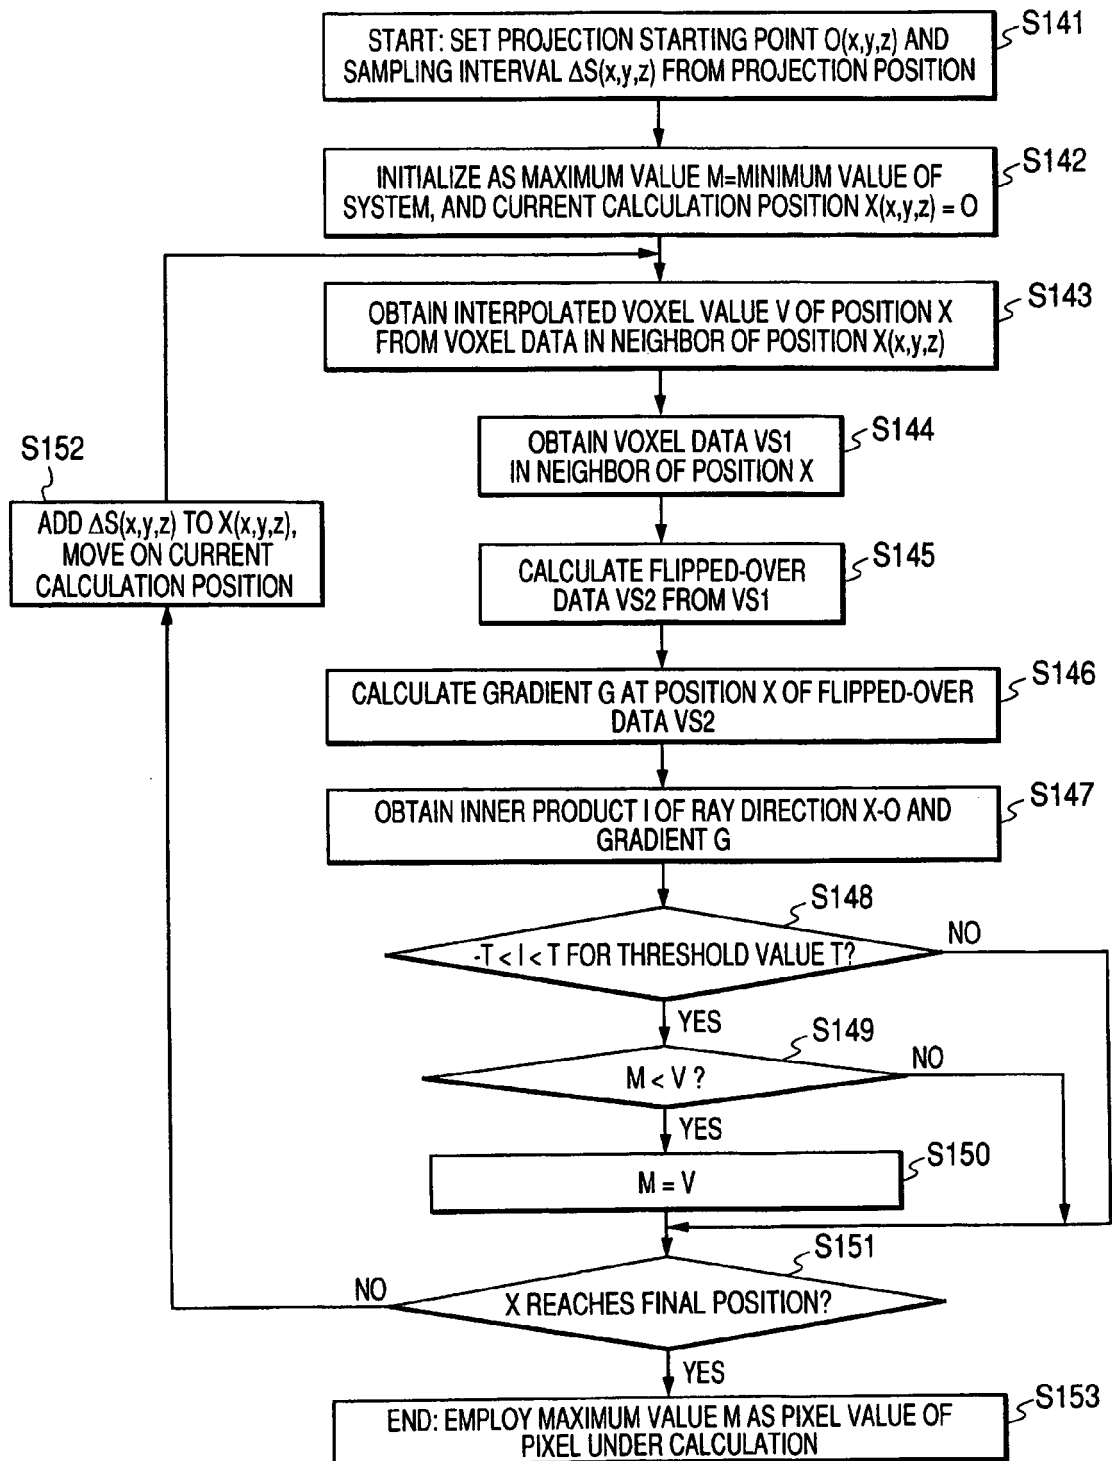 S141
START: SET PROJECTION STARTING POINT O(x,y,z) AND
SAMPLING INTERVAL ΔS(x,y,z) FROM PROJECTION POSITION
S142
INITIALIZE AS MAXIMUM VALUE M=MINIMUM VALUE OF
SYSTEM, AND CURRENT CALCULATION POSITION X(x,y,z) = O
S143
OBTAIN INTERPOLATED VOXEL VALUE V OF POSITION X
FROM VOXEL DATA IN NEIGHBOR OF POSITION X(x,y,z)
S144
OBTAIN VOXEL DATA VS1
IN NEIGHBOR OF POSITION X
S152
ADD ΔS(x,y,z) TO X(x,y,z),
MOVE ON CURRENT
CALCULATION POSITION
S145
CALCULATE FLIPPED-OVER
DATA VS2 FROM VS1
S146
CALCULATE GRADIENT G AT POSITION X OF FLIPPED-OVER
DATA VS2
S147
OBTAIN INNER PRODUCT I OF RAY DIRECTION X-O AND
GRADIENT G
S148
-T < I < T FOR THRESHOLD VALUE T?
NO
YES
S149
M < V ?
NO
YES
S150
M = V
S151
X REACHES FINAL POSITION?
NO
YES
S153
END: EMPLOY MAXIMUM VALUE M AS PIXEL VALUE OF
PIXEL UNDER CALCULATION